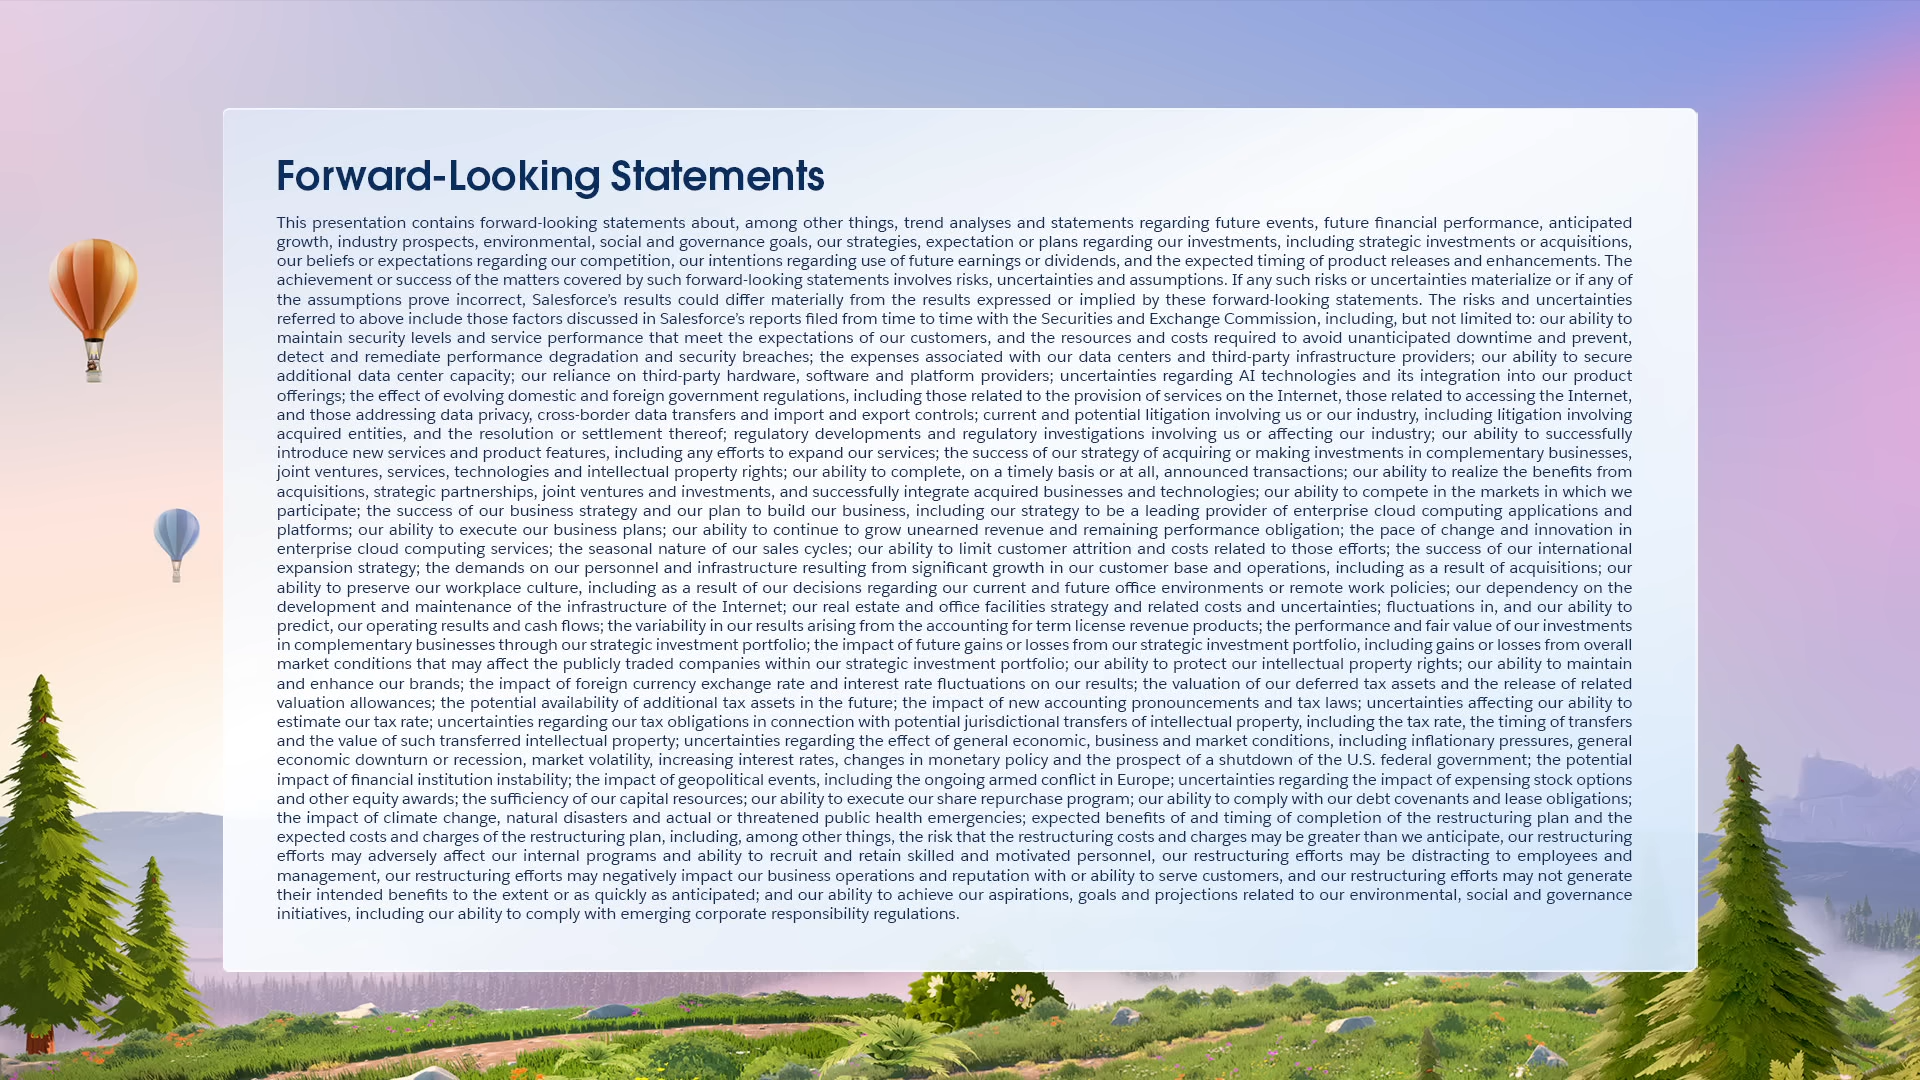 Forward-Looking Statements
This presentation contains forward-looking statements about, among other things, trend analyses and statements regarding future events, future financial performance, anticipated
growth, industry prospects, environmental, social and governance goals, our strategies, expectation or plans regarding our investments, including strategic investments or acquisitions,
our beliefs or expectations regarding our competition, our intentions regarding use of future earnings or dividends, and the expected timing of product releases and enhancements. The
achievement or success of the matters covered by such forward-looking statements involves risks, uncertainties and assumptions. If any such risks or uncertainties materialize or if any of
the assumptions prove incorrect, Salesforce’s results could differ materially from the results expressed or implied by these forward-looking statements. The risks and uncertainties
referred to above include those factors discussed in Salesforce’s reports filed from time to time with the Securities and Exchange Commission, including, but not limited to: our ability to
maintain security levels and service performance that meet the expectations of our customers, and the resources and costs required to avoid unanticipated downtime and prevent,
detect and remediate performance degradation and security breaches; the expenses associated with our data centers and third-party infrastructure providers; our ability to secure
additional data center capacity; our reliance on third-party hardware, software and platform providers; uncertainties regarding AI technologies and its integration into our product
offerings; the effect of evolving domestic and foreign government regulations, including those related to the provision of services on the Internet, those related to accessing the Internet,
and those addressing data privacy, cross-border data transfers and import and export controls; current and potential litigation involving us or our industry, including litigation involving
acquired entities, and the resolution or settlement thereof; regulatory developments and regulatory investigations involving us or affecting our industry; our ability to successfully
introduce new services and product features, including any efforts to expand our services; the success of our strategy of acquiring or making investments in complementary businesses,
joint ventures, services, technologies and intellectual property rights; our ability to complete, on a timely basis or at all, announced transactions; our ability to realize the benefits from
acquisitions, strategic partnerships, joint ventures and investments, and successfully integrate acquired businesses and technologies; our ability to compete in the markets in which we
participate; the success of our business strategy and our plan to build our business, including our strategy to be a leading provider of enterprise cloud computing applications and
platforms; our ability to execute our business plans; our ability to continue to grow unearned revenue and remaining performance obligation; the pace of change and innovation in
enterprise cloud computing services; the seasonal nature of our sales cycles; our ability to limit customer attrition and costs related to those efforts; the success of our international
expansion strategy; the demands on our personnel and infrastructure resulting from significant growth in our customer base and operations, including as a result of acquisitions; our
ability to preserve our workplace culture, including as a result of our decisions regarding our current and future office environments or remote work policies; our dependency on the
development and maintenance of the infrastructure of the Internet; our real estate and office facilities strategy and related costs and uncertainties; fluctuations in, and our ability to
predict, our operating results and cash flows; the variability in our results arising from the accounting for term license revenue products; the performance and fair value of our investments
in complementary businesses through our strategic investment portfolio; the impact of future gains or losses from our strategic investment portfolio, including gains or losses from overall
market conditions that may affect the publicly traded companies within our strategic investment portfolio; our ability to protect our intellectual property rights; our ability to maintain
and enhance our brands; the impact of foreign currency exchange rate and interest rate fluctuations on our results; the valuation of our deferred tax assets and the release of related
valuation allowances; the potential availability of additional tax assets in the future; the impact of new accounting pronouncements and tax laws; uncertainties affecting our ability to
estimate our tax rate; uncertainties regarding our tax obligations in connection with potential jurisdictional transfers of intellectual property, including the tax rate, the timing of transfers
and the value of such transferred intellectual property; uncertainties regarding the effect of general economic, business and market conditions, including inflationary pressures, general
economic downturn or recession, market volatility, increasing interest rates, changes in monetary policy and the prospect of a shutdown of the U.S. federal government; the potential
impact of financial institution instability; the impact of geopolitical events, including the ongoing armed conflict in Europe; uncertainties regarding the impact of expensing stock options
and other equity awards; the sufficiency of our capital resources; our ability to execute our share repurchase program; our ability to comply with our debt covenants and lease obligations;
the impact of climate change, natural disasters and actual or threatened public health emergencies; expected benefits of and timing of completion of the restructuring plan and the
expected costs and charges of the restructuring plan, including, among other things, the risk that the restructuring costs and charges may be greater than we anticipate, our restructuring
efforts may adversely affect our internal programs and ability to recruit and retain skilled and motivated personnel, our restructuring efforts may be distracting to employees and
management, our restructuring efforts may negatively impact our business operations and reputation with or ability to serve customers, and our restructuring efforts may not generate
their intended benefits to the extent or as quickly as anticipated; and our ability to achieve our aspirations, goals and projections related to our environmental, social and governance
initiatives, including our ability to comply with emerging corporate responsibility regulations.